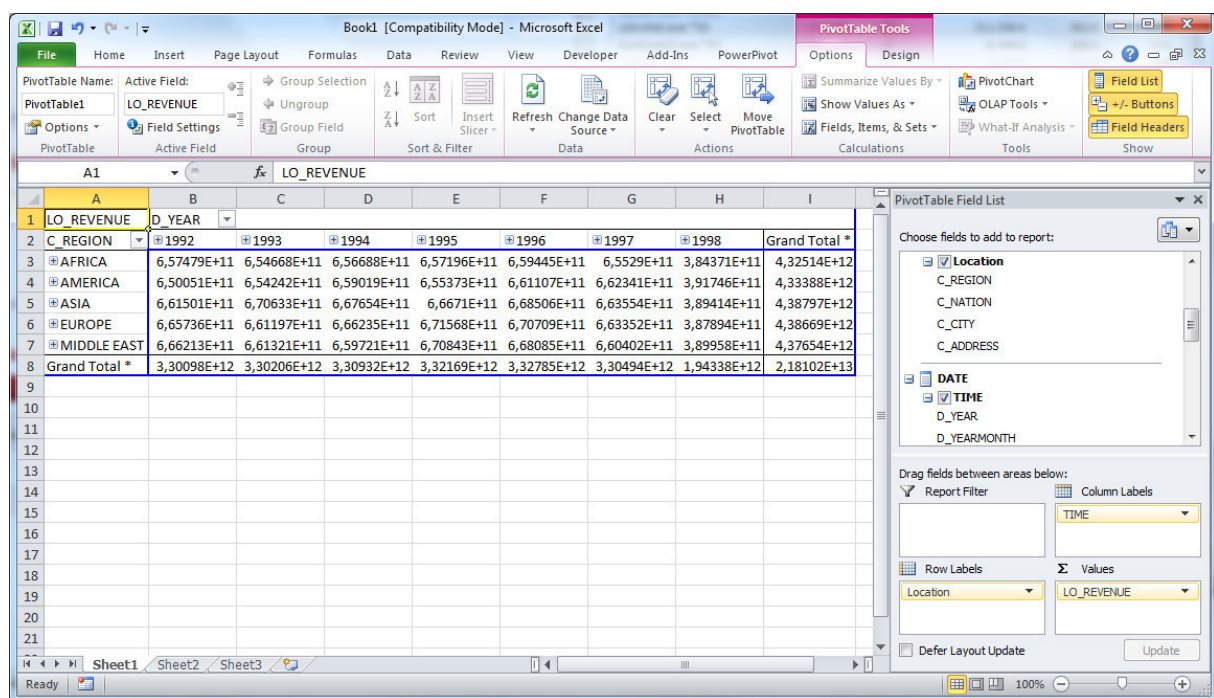 Book1 [Compatibility Mode] - Microsoft Excel
PivotTable Tools
File Home Insert Page Layout Formulas Data Review View Developer Add-Ins PowerPivot Options Design
PivotTable Name: Active Field: Group Selection Summarize Values By PivotChart Field List
PivotTable1 LO_REVENUE Ungroup Sort Insert Slicer Refresh Change Data Source Clear Select Move PivotTable Show Values As OLAP Tools +/- Buttons
Options Field Settings Group Field Fields, Items, & Sets What-If Analysis Field Headers
PivotTable Active Field Group Sort & Filter Data Actions Calculations Tools Show
A1 fx LO_REVENUE
A B C D E F G H I
1 LO_REVENUE D_YEAR
2 C_REGION 1992 1993 1994 1995 1996 1997 1998 Grand Total *
3 AFRICA 6,57479E+11 6,54668E+11 6,56688E+11 6,57196E+11 6,59445E+11 6,5529E+11 3,84371E+11 4,32514E+12
4 AMERICA 6,50051E+11 6,54242E+11 6,59019E+11 6,55373E+11 6,61107E+11 6,62341E+11 3,91746E+11 4,33388E+12
5 ASIA 6,61501E+11 6,70633E+11 6,67654E+11 6,6671E+11 6,68506E+11 6,63554E+11 3,89414E+11 4,38797E+12
6 EUROPE 6,65736E+11 6,61197E+11 6,66235E+11 6,71568E+11 6,70709E+11 6,63352E+11 3,87894E+11 4,38669E+12
7 MIDDLE EAST 6,66213E+11 6,61321E+11 6,59721E+11 6,70843E+11 6,68085E+11 6,60402E+11 3,89958E+11 4,37654E+12
8 Grand Total * 3,30098E+12 3,30206E+12 3,30932E+12 3,32169E+12 3,32785E+12 3,30494E+12 1,94338E+12 2,18102E+13
9
10
11
12
13
14
15
16
17
18
19
20
21
PivotTable Field List
Choose fields to add to report:
Location
C_REGION
C_NATION
C_CITY
C_ADDRESS
DATE
TIME
D_YEAR
D_YEARMONTH
Drag fields between areas below:
Report Filter Column Labels
TIME
Row Labels Σ Values
Location LO_REVENUE
Defer Layout Update Update
Sheet1 Sheet2 Sheet3
Ready 100%